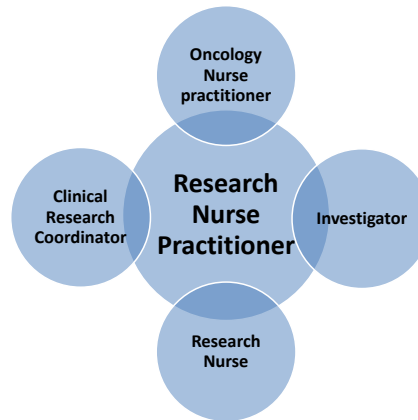 Oncology
Nurse
practitioner
Clinical
Research
Coordinator
Research
Nurse
Practitioner
Investigator
Research
Nurse